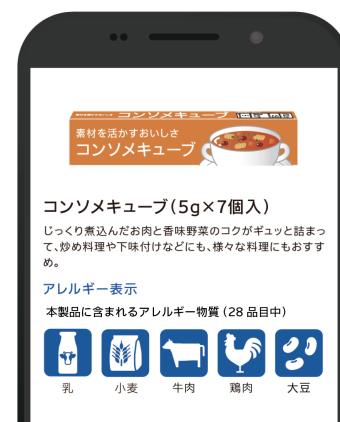 コンソメキューブ
素材を活かすおいしさ
コンソメキューブ
コンソメキューブ(5g×7個入)
じっくり煮込んだお肉と香味野菜のコクがギュッと詰まっ
て、炒め料理や下味付けなどにも、様々な料理にもおすす
め。
アレルギー表示
本製品に含まれるアレルギー物質(28品目中)
乳 小麦 牛肉 鶏肉 大豆